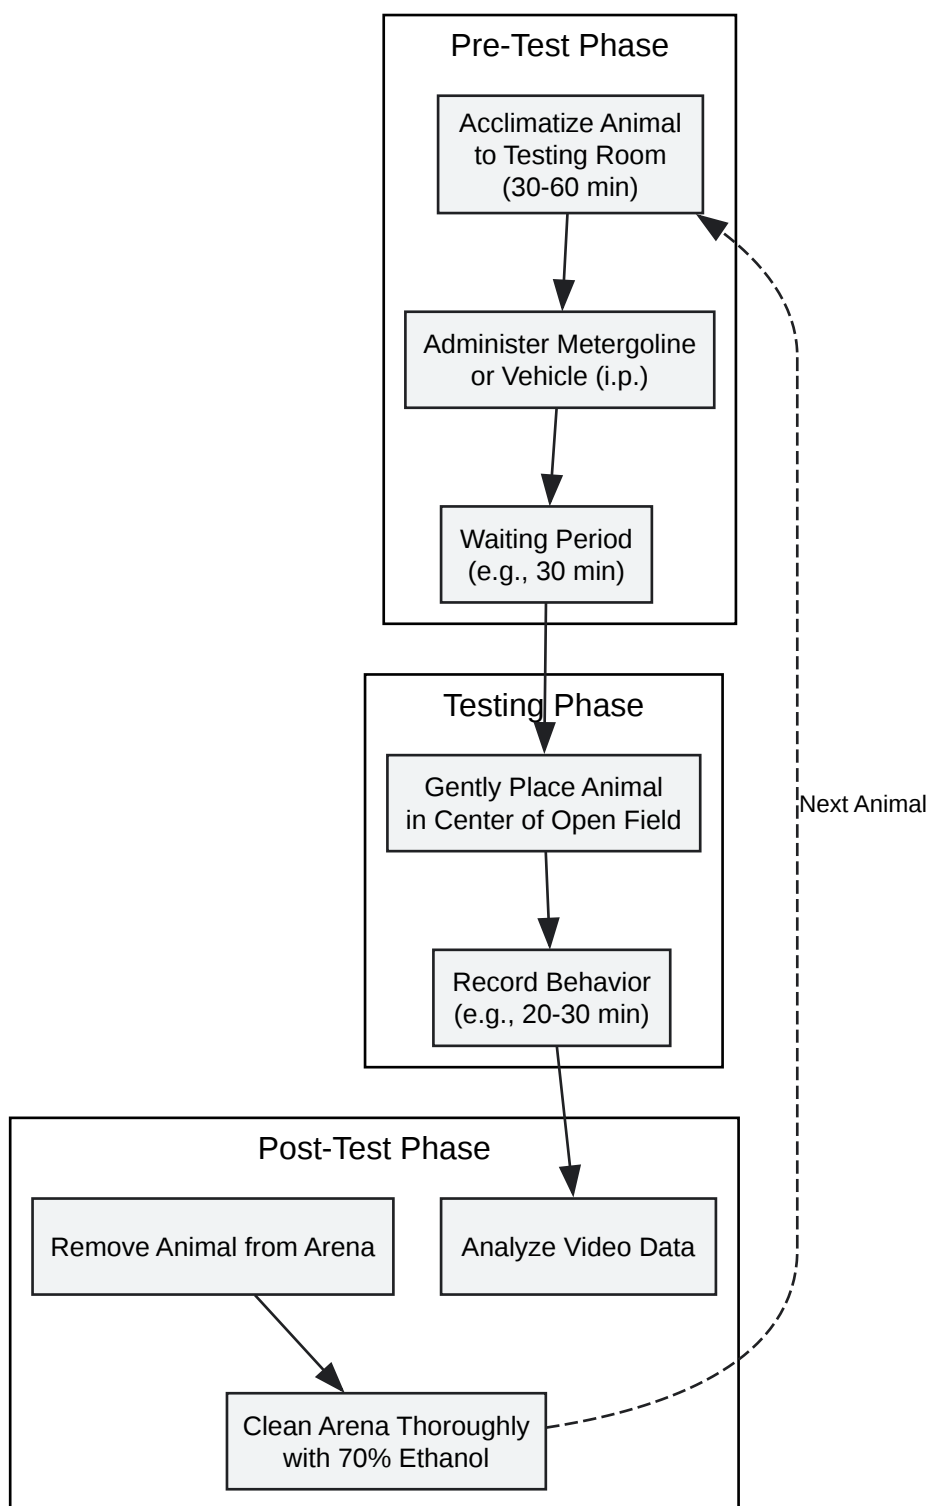 Pre-Test Phase
Acclimatize Animal
to Testing Room
(30-60 min)
Administer Metergoline
or Vehicle (i.p.)
Waiting Period
(e.g., 30 min)
Testing Phase
Gently Place Animal
in Center of Open Field
Next Animal
Record Behavior
(e.g., 20-30 min)
Post-Test Phase
Remove Animal from Arena
Analyze Video Data
Clean Arena Thoroughly
with 70% Ethanol